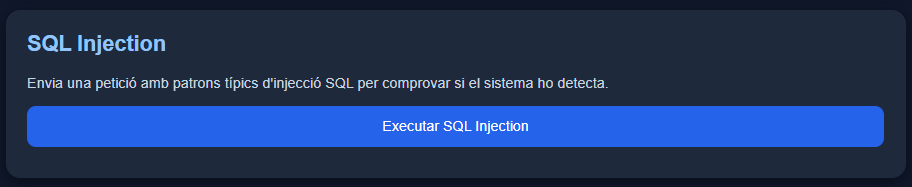 SQL Injection
Envia una petició amb patrons típics d'injecció SQL per comprovar si el sistema ho detecta.
Executar SQL Injection